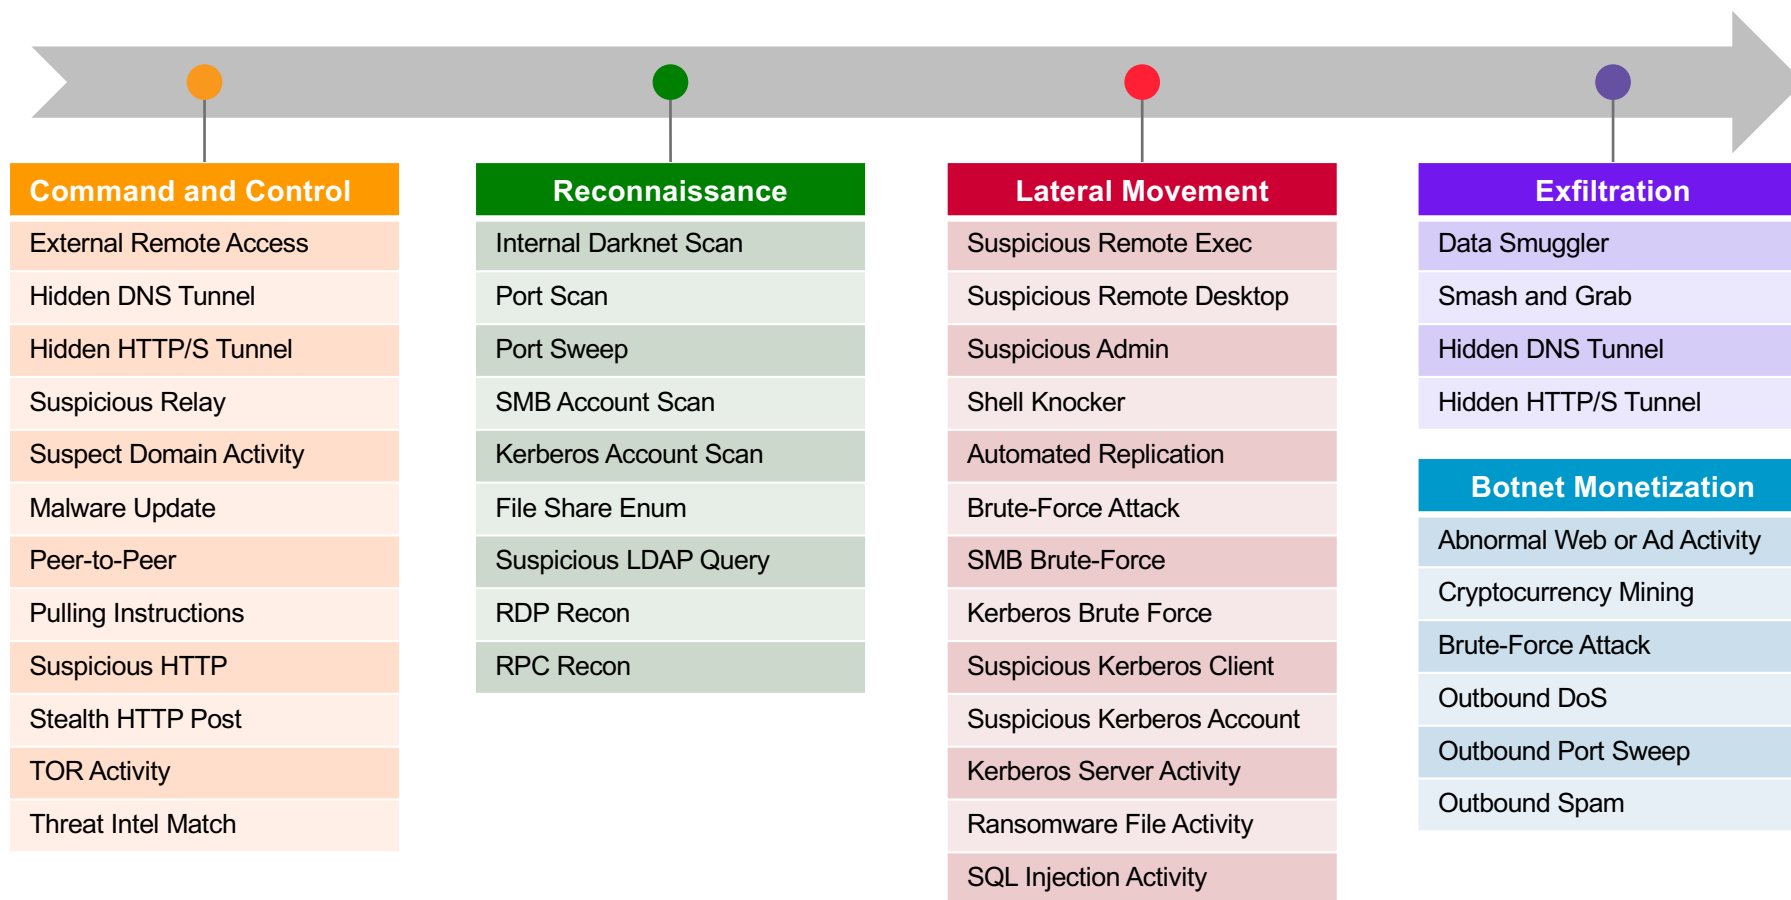 Command and Control
External Remote Access
Hidden DNS Tunnel
Hidden HTTP/S Tunnel
Suspicious Relay
Suspect Domain Activity
Malware Update
Peer-to-Peer
Pulling Instructions
Suspicious HTTP
Stealth HTTP Post
TOR Activity
Threat Intel Match
Reconnaissance
Internal Darknet Scan
Port Scan
Port Sweep
SMB Account Scan
Kerberos Account Scan
File Share Enum
Suspicious LDAP Query
RDP Recon
RPC Recon
Lateral Movement
Suspicious Remote Exec
Suspicious Remote Desktop
Suspicious Admin
Shell Knocker
Automated Replication
Brute-Force Attack
SMB Brute-Force
Kerberos Brute Force
Suspicious Kerberos Client
Suspicious Kerberos Account
Kerberos Server Activity
Ransomware File Activity
SQL Injection Activity
Exfiltration
Data Smuggler
Smash and Grab
Hidden DNS Tunnel
Hidden HTTP/S Tunnel
Botnet Monetization
Abnormal Web or Ad Activity
Cryptocurrency Mining
Brute-Force Attack
Outbound DoS
Outbound Port Sweep
Outbound Spam